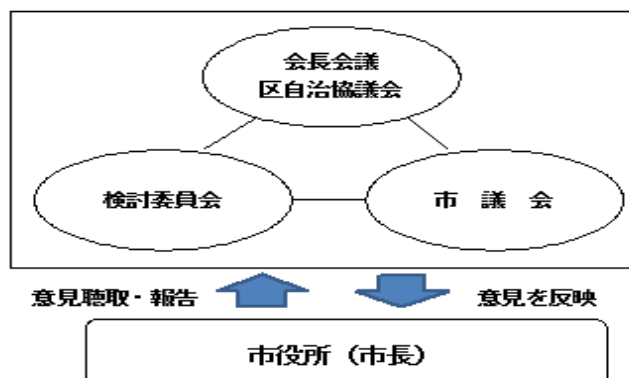 会長会議
区自治協議会
検討委員会
市 議 会
意見聴取・報告
意見を反映
市役所（市長）